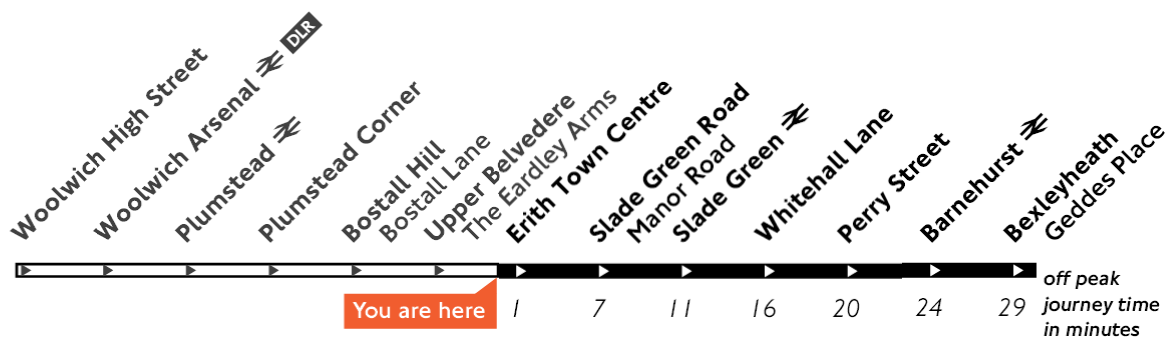 Woolwich High Street
Woolwich Arsenal DLR
Plumstead
Plumstead Corner
Bostall Hill
Bostall Lane
Upper Belvedere
The Eardley Arms
Erith Town Centre
Slade Green Road
Manor Road
Slade Green
Whitehall Lane
Perry Street
Barnehurst
Bexleyheath
Geddes Place
You are here
1 7 11 16 20 24 29
off peak
journey time
in minutes